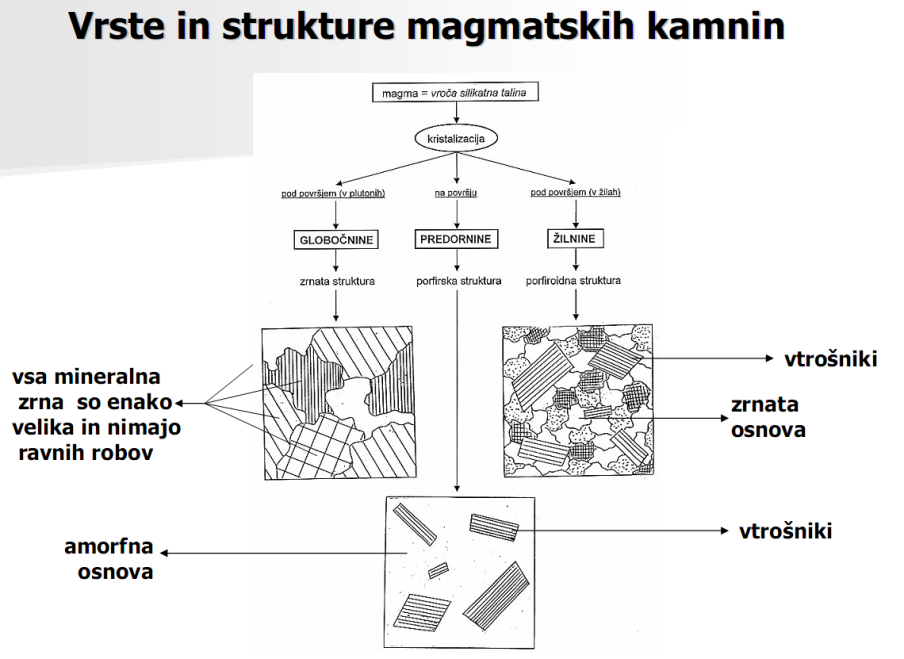 Vrste in strukture magmatskih kamnin
magma = vroča silikatna talina
kristalizacija
pod površjem (v plutonih)
na površju
pod površjem (v žilah)
GLOBOČNINE
PREDORNINE
ŽILNINE
zrnata struktura
porfirska struktura
porfiroidna struktura
vsa mineralna
zrna so enako
velika in nimajo
ravnih robov
vtrošniki
zrnata
osnova
amorfna
osnova
vtrošniki